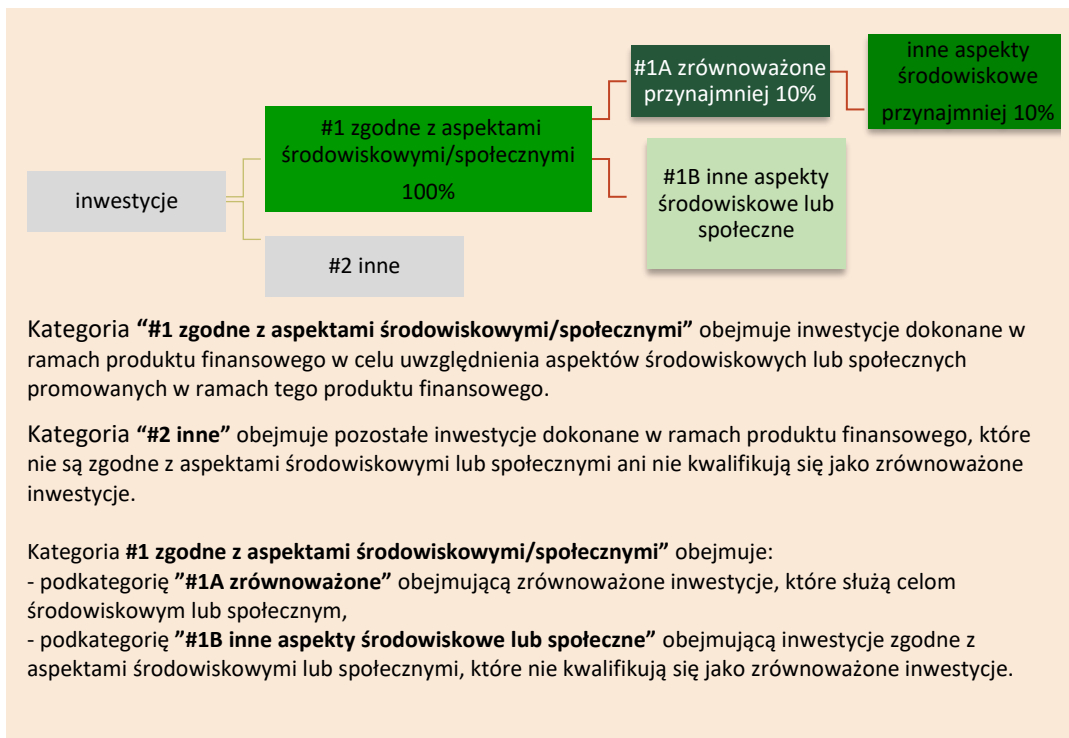 inwestycje
#1 zgodne z aspektami
środowiskowymi/społecznymi
100%
#2 inne
#1A zrównoważone
przynajmniej 10%
inne aspekty
środowiskowe
przynajmniej 10%
#1B inne aspekty
środowiskowe lub
społeczne
Kategoria “#1 zgodne z aspektami środowiskowymi/społecznymi” obejmuje inwestycje dokonane w
ramach produktu finansowego w celu uwzględnienia aspektów środowiskowych lub społecznych
promowanych w ramach tego produktu finansowego.
Kategoria “#2 inne” obejmuje pozostałe inwestycje dokonane w ramach produktu finansowego, które
nie są zgodne z aspektami środowiskowymi lub społecznymi ani nie kwalifikują się jako zrównoważone
inwestycje.
Kategoria #1 zgodne z aspektami środowiskowymi/społecznymi” obejmuje:
- podkategorię ”#1A zrównoważone” obejmującą zrównoważone inwestycje, które służą celom
środowiskowym lub społecznym,
- podkategorię ”#1B inne aspekty środowiskowe lub społeczne” obejmującą inwestycje zgodne z
aspektami środowiskowymi lub społecznymi, które nie kwalifikują się jako zrównoważone inwestycje.